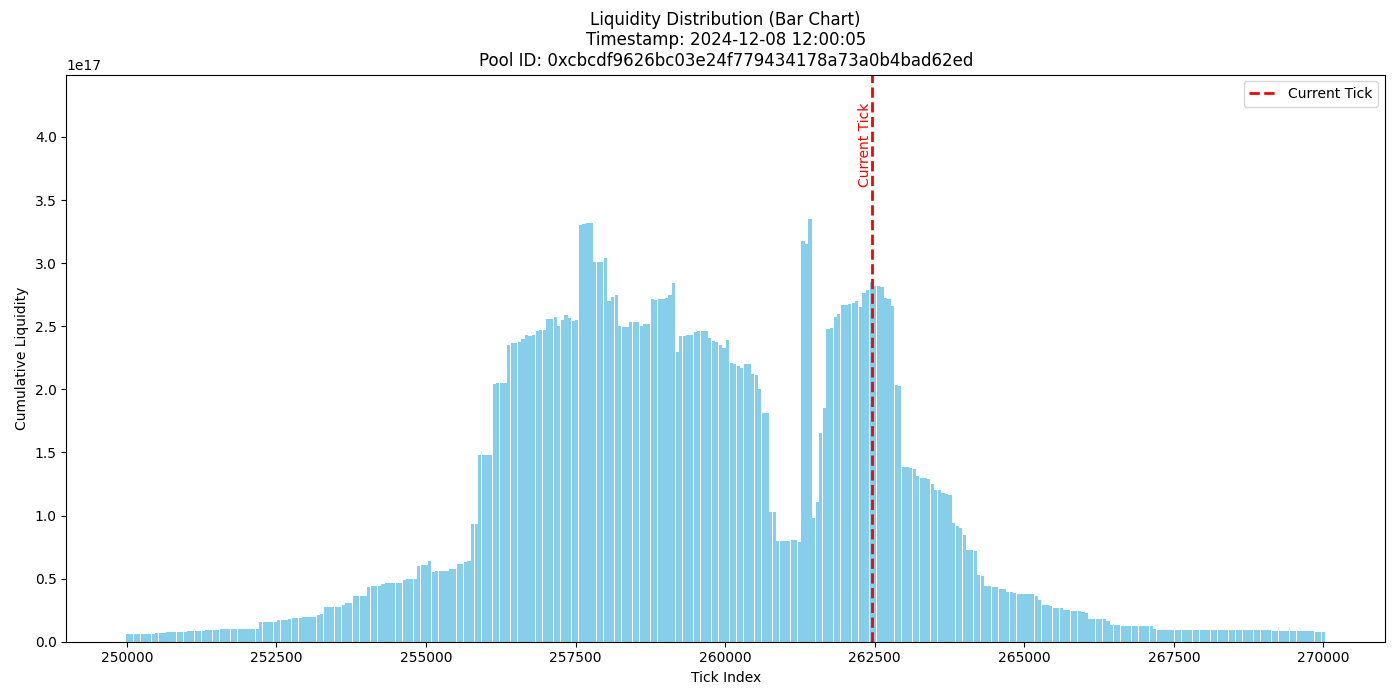 Liquidity Distribution (Bar Chart)
Timestamp: 2024-12-08 12:00:05
Pool ID: 0xcbcdf9626bc03e24f779434178a73a0b4bad62ed
1e17
Current Tick
Current Tick
4.0
3.5
3.0
2.5
2.0
1.5
1.0
0.5
0.0
Cumulative Liquidity
250000 252500 255000 257500 260000 262500 265000 267500 270000
Tick Index